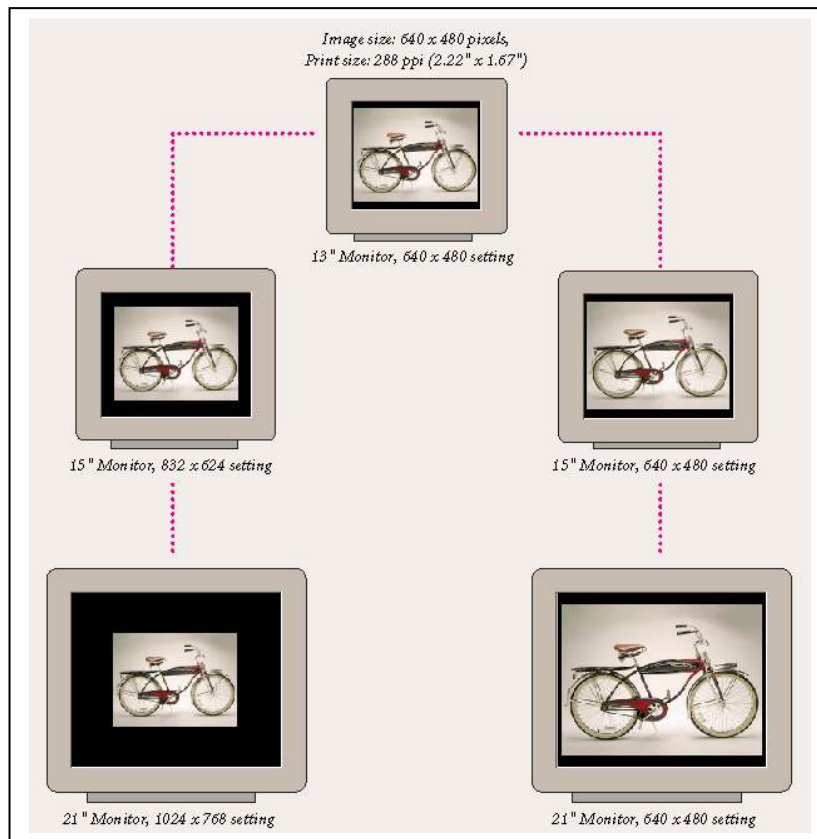 Image size: 640 x 480 pixels,
Print size: 288 ppi (2.22" x 1.67")
13" Monitor, 640 x 480 setting
15" Monitor, 832 x 624 setting
15" Monitor, 640 x 480 setting
21" Monitor, 1024 x 768 setting
21" Monitor, 640 x 480 setting